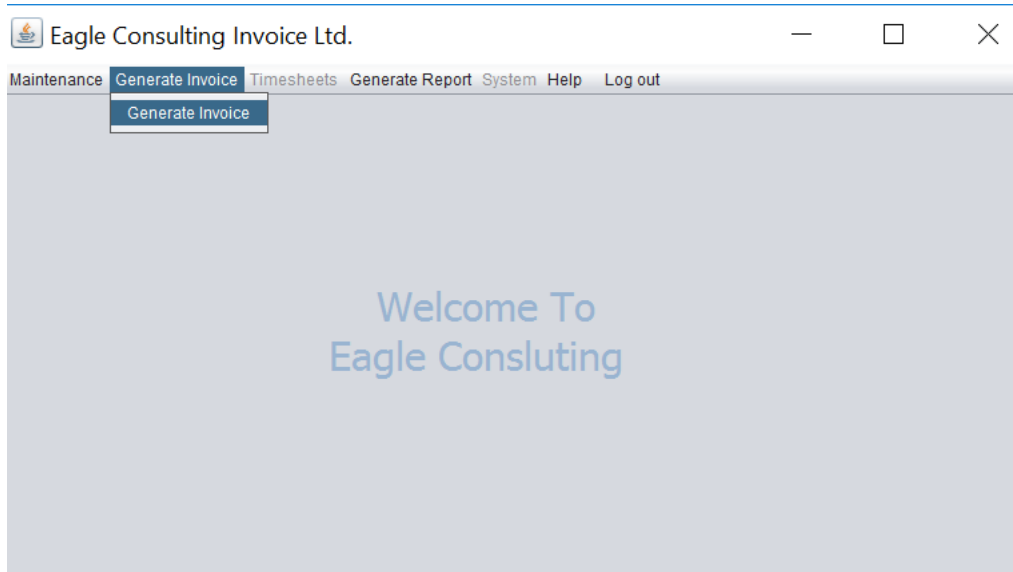 Eagle Consulting Invoice Ltd.
Maintenance Generate Invoice Timesheets Generate Report System Help Log out
Generate Invoice
Welcome To
Eagle Consluting